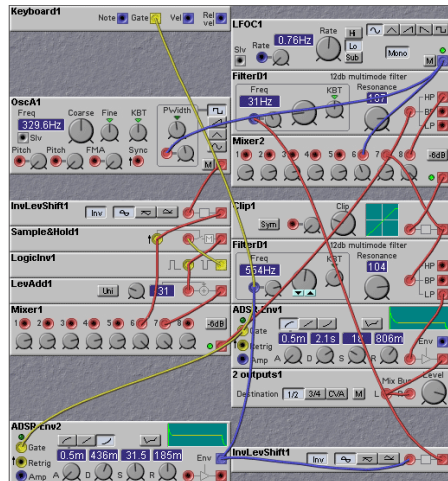 Keyboard1
Note Gate Vel Rel vel
LFOC1
0.76Hz Rate Hi Lo Sub Mono
Slv Rate M
FilterD1 12db multimode filter
Freq KBT Resonance
31Hz 107 HP BP LP
OscA1
Freq Coarse Fine KBT PWidth
329.6Hz
Slv
Pitch Pitch FMA Sync M
Mixer2
1 2 3 4 5 6 7 8 -6dB
InvLevShift1 Inv
Clip1 Clip
Sym
Sample&Hold1
LogicInv1
FilterD1 12db multimode filter
Freq KBT Resonance
554Hz 104 HP BP LP
LevAdd1 Uni -31
Mixer1
1 2 3 4 5 6 7 8 -6dB
ADSR-Env1
Gate 0.5m 2.1s 18 806m Env
Retrig
Amp A D S R
2 outputs1
Destination 1/2 3/4 CVA M Mix Bus L R Level
ADSR-Env2
Gate 0.5m 436m 31.5 185m Env
Retrig
Amp A D S R
InvLevShift1 Inv